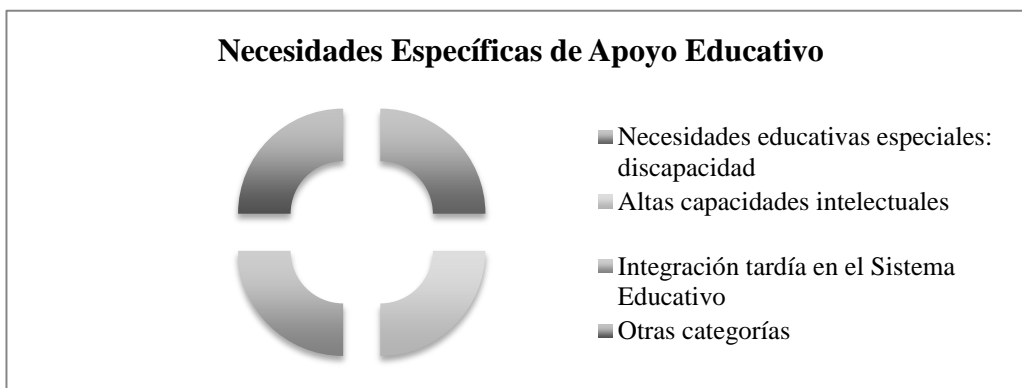 Necesidades Específicas de Apoyo Educativo
Necesidades educativas especiales:
discapacidad
Altas capacidades intelectuales
Integración tardía en el Sistema
Educativo
Otras categorías